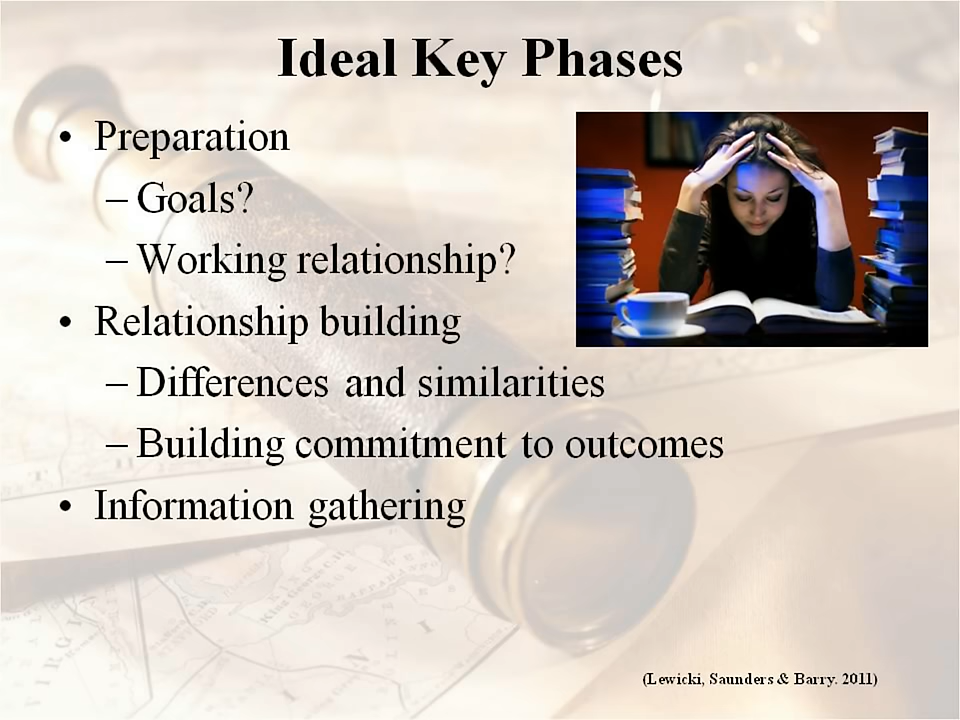 Ideal Key Phases
• Preparation
– Goals?
– Working relationship?
• Relationship building
– Differences and similarities
– Building commitment to outcomes
• Information gathering
(Lewicki, Saunders & Barry. 2011)